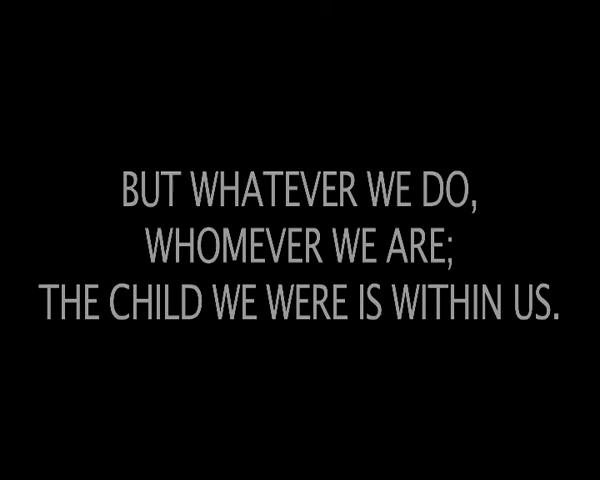 BUT WHATEVER WE DO,
WHOMEVER WE ARE;
THE CHILD WE WERE IS WITHIN US.